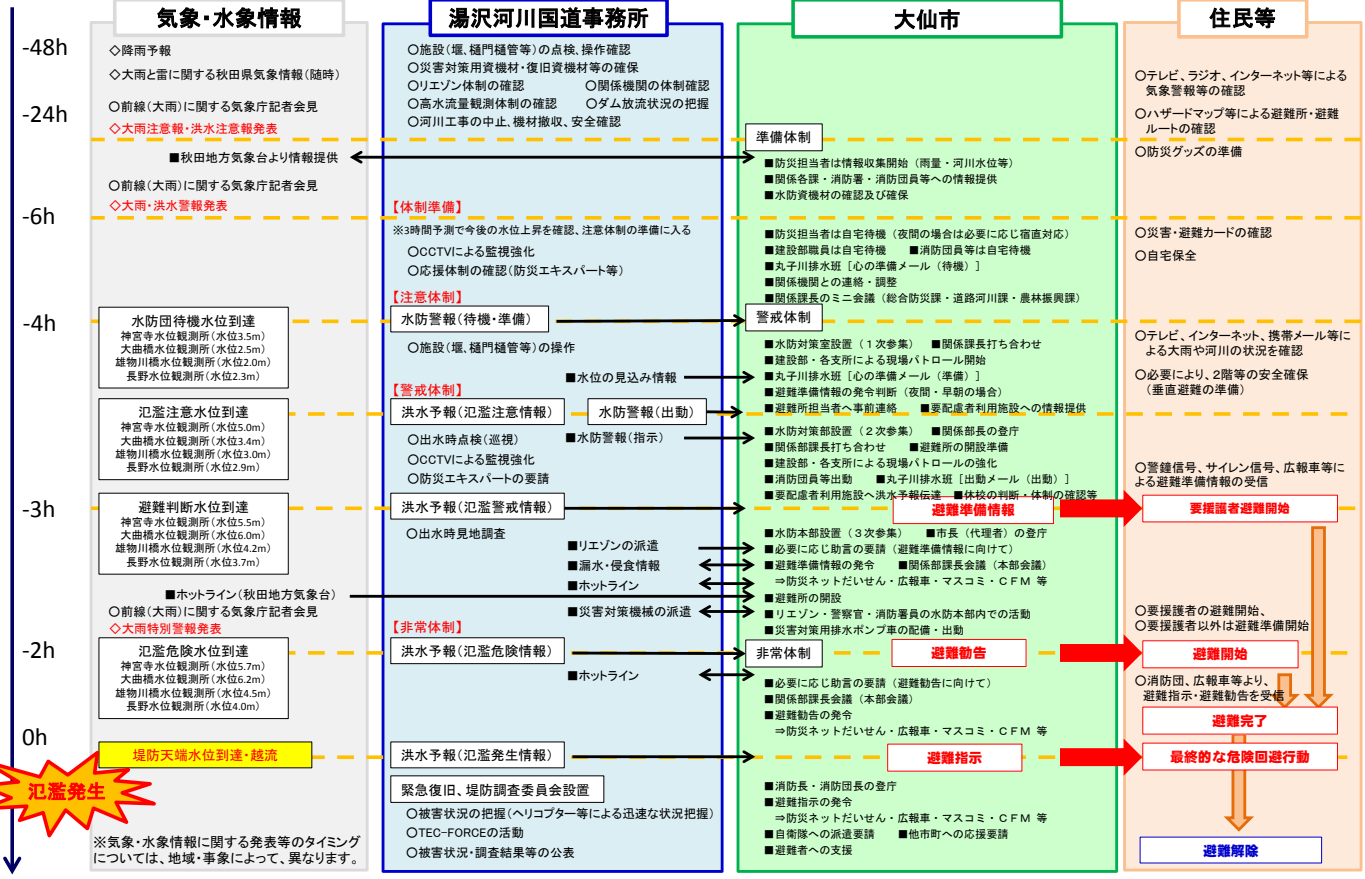 -48h
-24h
-6h
-4h
-3h
-2h
0h
氾濫発生
気象・水象情報
◇降雨予報
◇大雨と雷に関する秋田県気象情報(随時)
○前線(大雨)に関する気象庁記者会見
◇大雨注意報・洪水注意報発表
■秋田地方気象台より情報提供
○前線(大雨)に関する気象庁記者会見
◇大雨・洪水警報発表
水防団待機水位到達
神宮寺水位観測所(水位3.5m)
大曲橋水位観測所(水位2.5m)
雄物川橋水位観測所(水位2.0m)
長野水位観測所(水位2.3m)
氾濫注意水位到達
神宮寺水位観測所(水位5.0m)
大曲橋水位観測所(水位3.4m)
雄物川橋水位観測所(水位3.0m)
長野水位観測所(水位2.9m)
避難判断水位到達
神宮寺水位観測所(水位5.5m)
大曲橋水位観測所(水位6.0m)
雄物川橋水位観測所(水位4.2m)
長野水位観測所(水位3.7m)
■ホットライン(秋田地方気象台)
○前線(大雨)に関する気象庁記者会見
◇大雨特別警報発表
氾濫危険水位到達
神宮寺水位観測所(水位5.7m)
大曲橋水位観測所(水位6.2m)
雄物川橋水位観測所(水位4.5m)
長野水位観測所(水位4.0m)
堤防天端水位到達・越流
※気象・水象情報に関する発表等のタイミング
については、地域・事象によって、異なります。
湯沢河川国道事務所
○施設(堰、樋門樋管等)の点検、操作確認
○災害対策用資機材・復旧資機材等の確保
○リエゾン体制の確認 ○関係機関の体制確認
○高水流量観測体制の確認 ○ダム放流状況の把握
○河川工事の中止、機材撤収、安全確認
【体制準備】
※3時間予測で今後の水位上昇を確認、注意体制の準備に入る
○CCTVによる監視強化
○応援体制の確認(防災エキスパート等)
【注意体制】
水防警報(待機・準備)
○施設(堰、樋門樋管等)の操作
■水位の見込み情報
【警戒体制】
洪水予報(氾濫注意情報) 水防警報(出動)
○出水時点検(巡視) ■水防警報(指示)
○CCTVによる監視強化
○防災エキスパートの要請
洪水予報(氾濫警戒情報)
○出水時見地調査
■リエゾンの派遣
■漏水・侵食情報
■ホットライン
■災害対策機械の派遣
【非常体制】
洪水予報(氾濫危険情報)
■ホットライン
洪水予報(氾濫発生情報)
緊急復旧、堤防調査委員会設置
○被害状況の把握(ヘリコプター等による迅速な状況把握)
○TEC-FORCEの活動
○被害状況・調査結果等の公表
大仙市
準備体制
■防災担当者は情報収集開始(雨量・河川水位等)
■関係各課・消防署・消防団員等への情報提供
■水防資機材の確認及び確保
■防災担当者は自宅待機(夜間の場合は必要に応じ宿直対応)
■建設部職員は自宅待機 ■消防団員等は自宅待機
■丸子川排水班[心の準備メール(待機)]
■関係機関との連絡・調整
■関係課長のミニ会議(総合防災課・道路河川課・農林振興課)
警戒体制
■水防対策室設置(1次参集) ■関係課長打ち合わせ
■建設部・各支所による現場パトロール開始
■丸子川排水班[心の準備メール(準備)]
■避難準備情報の発令判断(夜間・早朝の場合)
■避難所担当者へ事前連絡 ■要配慮者利用施設への情報提供
■水防対策部設置(2次参集) ■関係部長の登庁
■関係部課長打ち合わせ ■避難所の開設準備
■建設部・各支所による現場パトロールの強化
■消防団員等出動 ■丸子川排水班[出動メール(出動)]
■要配慮者利用施設へ洪水予報伝達 ■休校の判断・体制の確認等
避難準備情報
■水防本部設置(3次参集) ■市長(代理者)の登庁
■必要に応じ助言の要請(避難準備情報に向けて)
■避難準備情報の発令 ■関係部課長会議(本部会議)
⇒防災ネットだいせん・広報車・マスコミ・CFM 等
■避難所の開設
■リエゾン・警察官・消防署員の水防本部内での活動
■災害対策用排水ポンプ車の配備・出動
非常体制
避難勧告
■必要に応じ助言の要請(避難勧告に向けて)
■関係部課長会議(本部会議)
■避難勧告の発令
⇒防災ネットだいせん・広報車・マスコミ・CFM 等
避難指示
■消防長・消防団長の登庁
■避難指示の発令
⇒防災ネットだいせん・広報車・マスコミ・CFM 等
■自衛隊への派遣要請 ■他市町への応援要請
■避難者への支援
住民等
○テレビ、ラジオ、インターネット等による
気象警報等の確認
○ハザードマップ等による避難所・避難
ルートの確認
○防災グッズの準備
○災害・避難カードの確認
○自宅保全
○テレビ、インターネット、携帯メール等に
よる大雨や河川の状況を確認
○必要により、2階等の安全確保
(垂直避難の準備)
○警鐘信号、サイレン信号、広報車等に
よる避難準備情報の受信
要援護者避難開始
○要援護者の避難開始、
○要援護者以外は避難準備開始
避難開始
○消防団、広報車等より、
避難指示・避難勧告を受信
避難完了
最終的な危険回避行動
避難解除